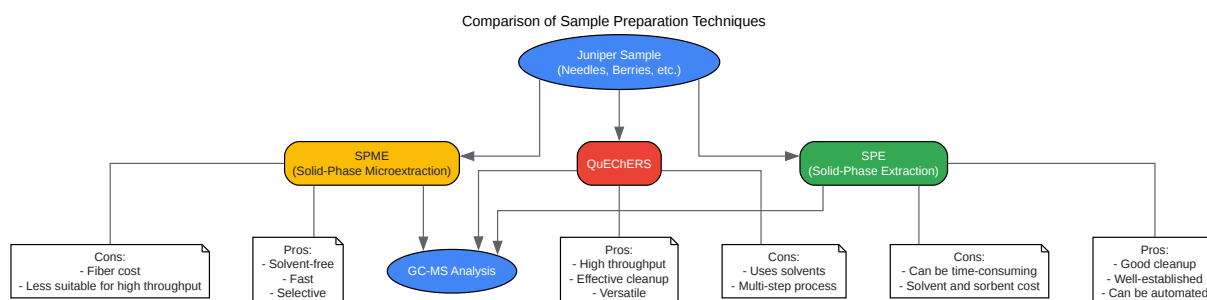 Comparison of Sample Preparation Techniques
Juniper Sample
(Needles, Berries, etc.)
SPME
(Solid-Phase Microextraction)
QuEChERS
SPE
(Solid-Phase Extraction)
Cons:
- Fiber cost
- Less suitable for high throughput
Pros:
- Solvent-free
- Fast
- Selective
GC-MS Analysis
Pros:
- High throughput
- Effective cleanup
- Versatile
Cons:
- Uses solvents
- Multi-step process
Cons:
- Can be time-consuming
- Solvent and sorbent cost
Pros:
- Good cleanup
- Well-established
- Can be automated